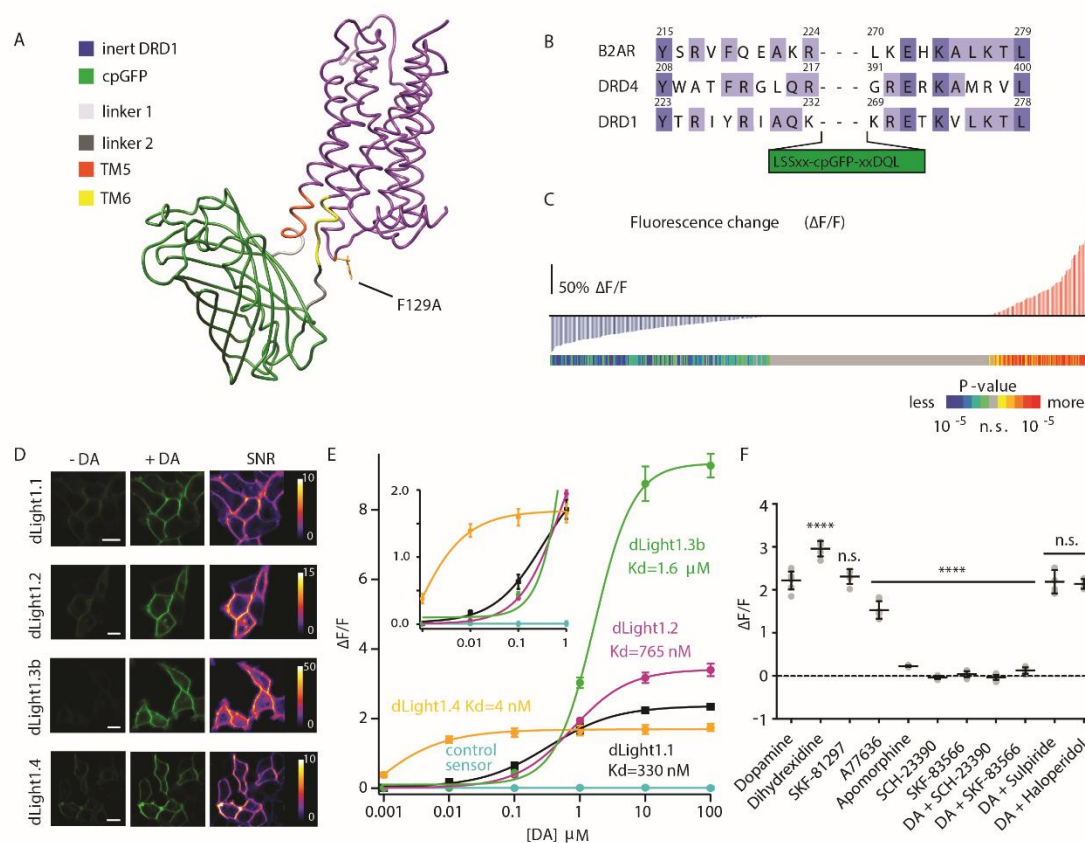 A
inert DRD1
cpGFP
linker 1
linker 2
TM5
TM6
F129A
B
215 224 270 279
B2AR Y S R V F Q E A K R - - - L K E H K A L K T L
208 217 391 400
DRD4 Y W A T F R G L Q R - - - G R E R K A M R V L
223 232 269 278
DRD1 Y T R I Y R I A Q K - - - K R E T K V L K T L
LSSxx-cpGFP-xxDQL
C
Fluorescence change (ΔF/F)
50% ΔF/F
P-value
less more
10⁻⁵ n.s. 10⁻⁵
D
- DA + DA SNR
dLight1.1
10
0
dLight1.2
15
0
dLight1.3b
50
0
dLight1.4
10
0
E
ΔF/F
8
6
4
2
0
2.0
1.0
0.0
0.01 0.1 1
dLight1.3b
Kd=1.6 μM
dLight1.2
Kd=765 nM
dLight1.4 Kd=4 nM
control
sensor
dLight1.1
Kd=330 nM
0.001 0.01 0.1 1 10 100
[DA] μM
F
ΔF/F
4
3
2
1
0
-1
****
n.s.
****
n.s.
Dopamine
Dihydrexidine
SKF-81297
A77636
Apomorphine
SCH-23390
SKF-83566
DA + SCH-23390
DA + SKF-83566
DA + Sulpiride
DA + Haloperidol